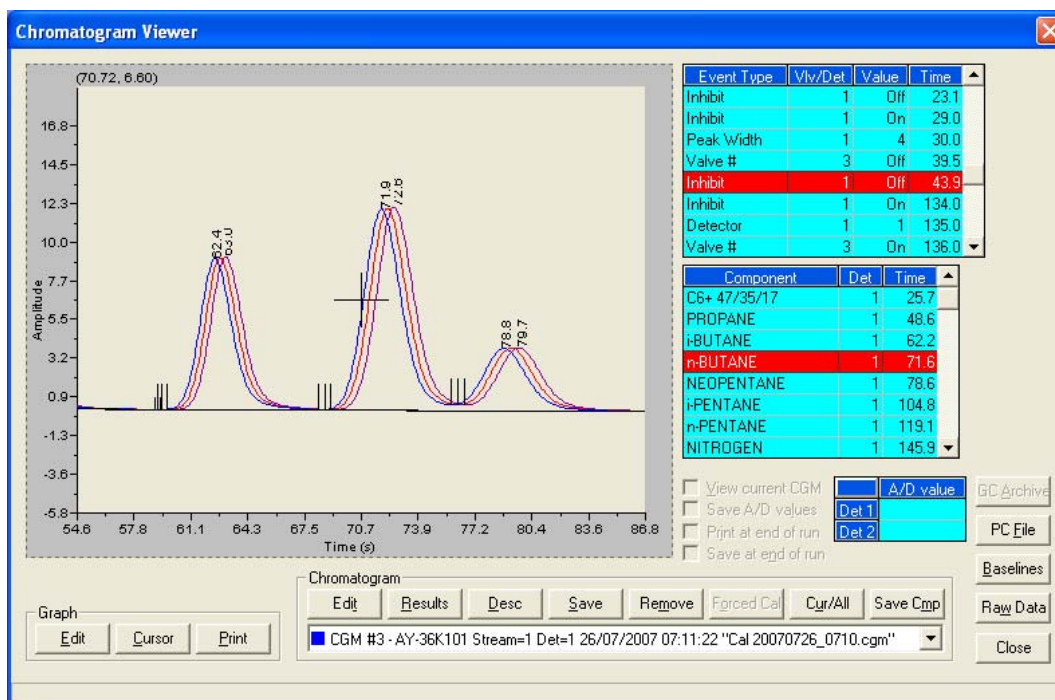 Chromatogram Viewer
(70.72, 6.60)
Amplitude
16.8
14.5
12.3
10.0
7.7
5.5
3.2
0.9
-1.3
-3.6
-5.8
62.4
63.0
71.9
72.6
78.8
79.7
54.6 57.8 61.1 64.3 67.5 70.7 73.9 77.2 80.4 83.6 86.8
Time (s)
Event Type Vlv/Det Value Time
Inhibit 1 Off 23.1
Inhibit 1 On 29.0
Peak Width 1 4 30.0
Valve # 3 Off 39.5
Inhibit 1 Off 43.9
Inhibit 1 On 134.0
Detector 1 1 135.0
Valve # 3 On 136.0
Component Det Time
C6+ 47/35/17 1 25.7
PROPANE 1 48.6
i-BUTANE 1 62.2
n-BUTANE 1 71.6
NEOPENTANE 1 78.6
i-PENTANE 1 104.8
n-PENTANE 1 119.1
NITROGEN 1 145.9
View current CGM
Save A/D values
Print at end of run
Save at end of run
A/D value
Det 1
Det 2
GC Archive
PC File
Baselines
Raw Data
Close
Graph
Edit Cursor Print
Chromatogram
Edit Results Desc Save Remove Forced Cal Cur/All Save Cmp
CGM #3 - AY-36K101 Stream=1 Det=1 26/07/2007 07:11:22 "Cal 20070726_0710.cgm"